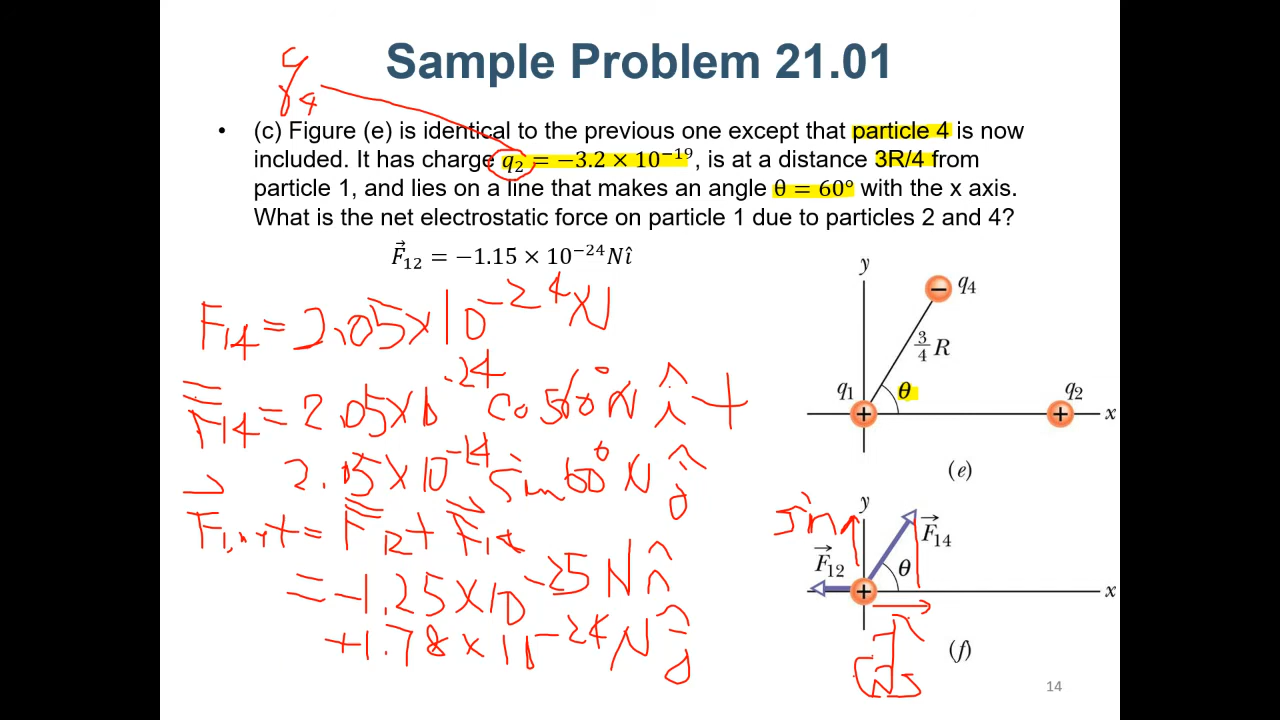 Sample Problem 21.01
q4
• (c) Figure (e) is identical to the previous one except that particle 4 is now
included. It has charge q₂ = −3.2 × 10⁻¹⁹, is at a distance 3R/4 from
particle 1, and lies on a line that makes an angle θ = 60° with the x axis.
What is the net electrostatic force on particle 1 due to particles 2 and 4?
F⃗₁₂ = −1.15 × 10⁻²⁴ N î
F14 = 2.05 × 10⁻²⁴ N
F⃗14 = 2.05 × 10⁻²⁴ cos60° N î +
2.05 × 10⁻²⁴ sin60° N ĵ
F⃗1,net = F⃗12 + F⃗14
= −1.25 × 10⁻²⁵ N î
+1.78 × 10⁻²⁴ N ĵ
y
q₄
3/4 R
q₁
θ
q₂
x
(e)
y
sin
F⃗₁₄
F⃗₁₂
θ
x
cos
(f)
14